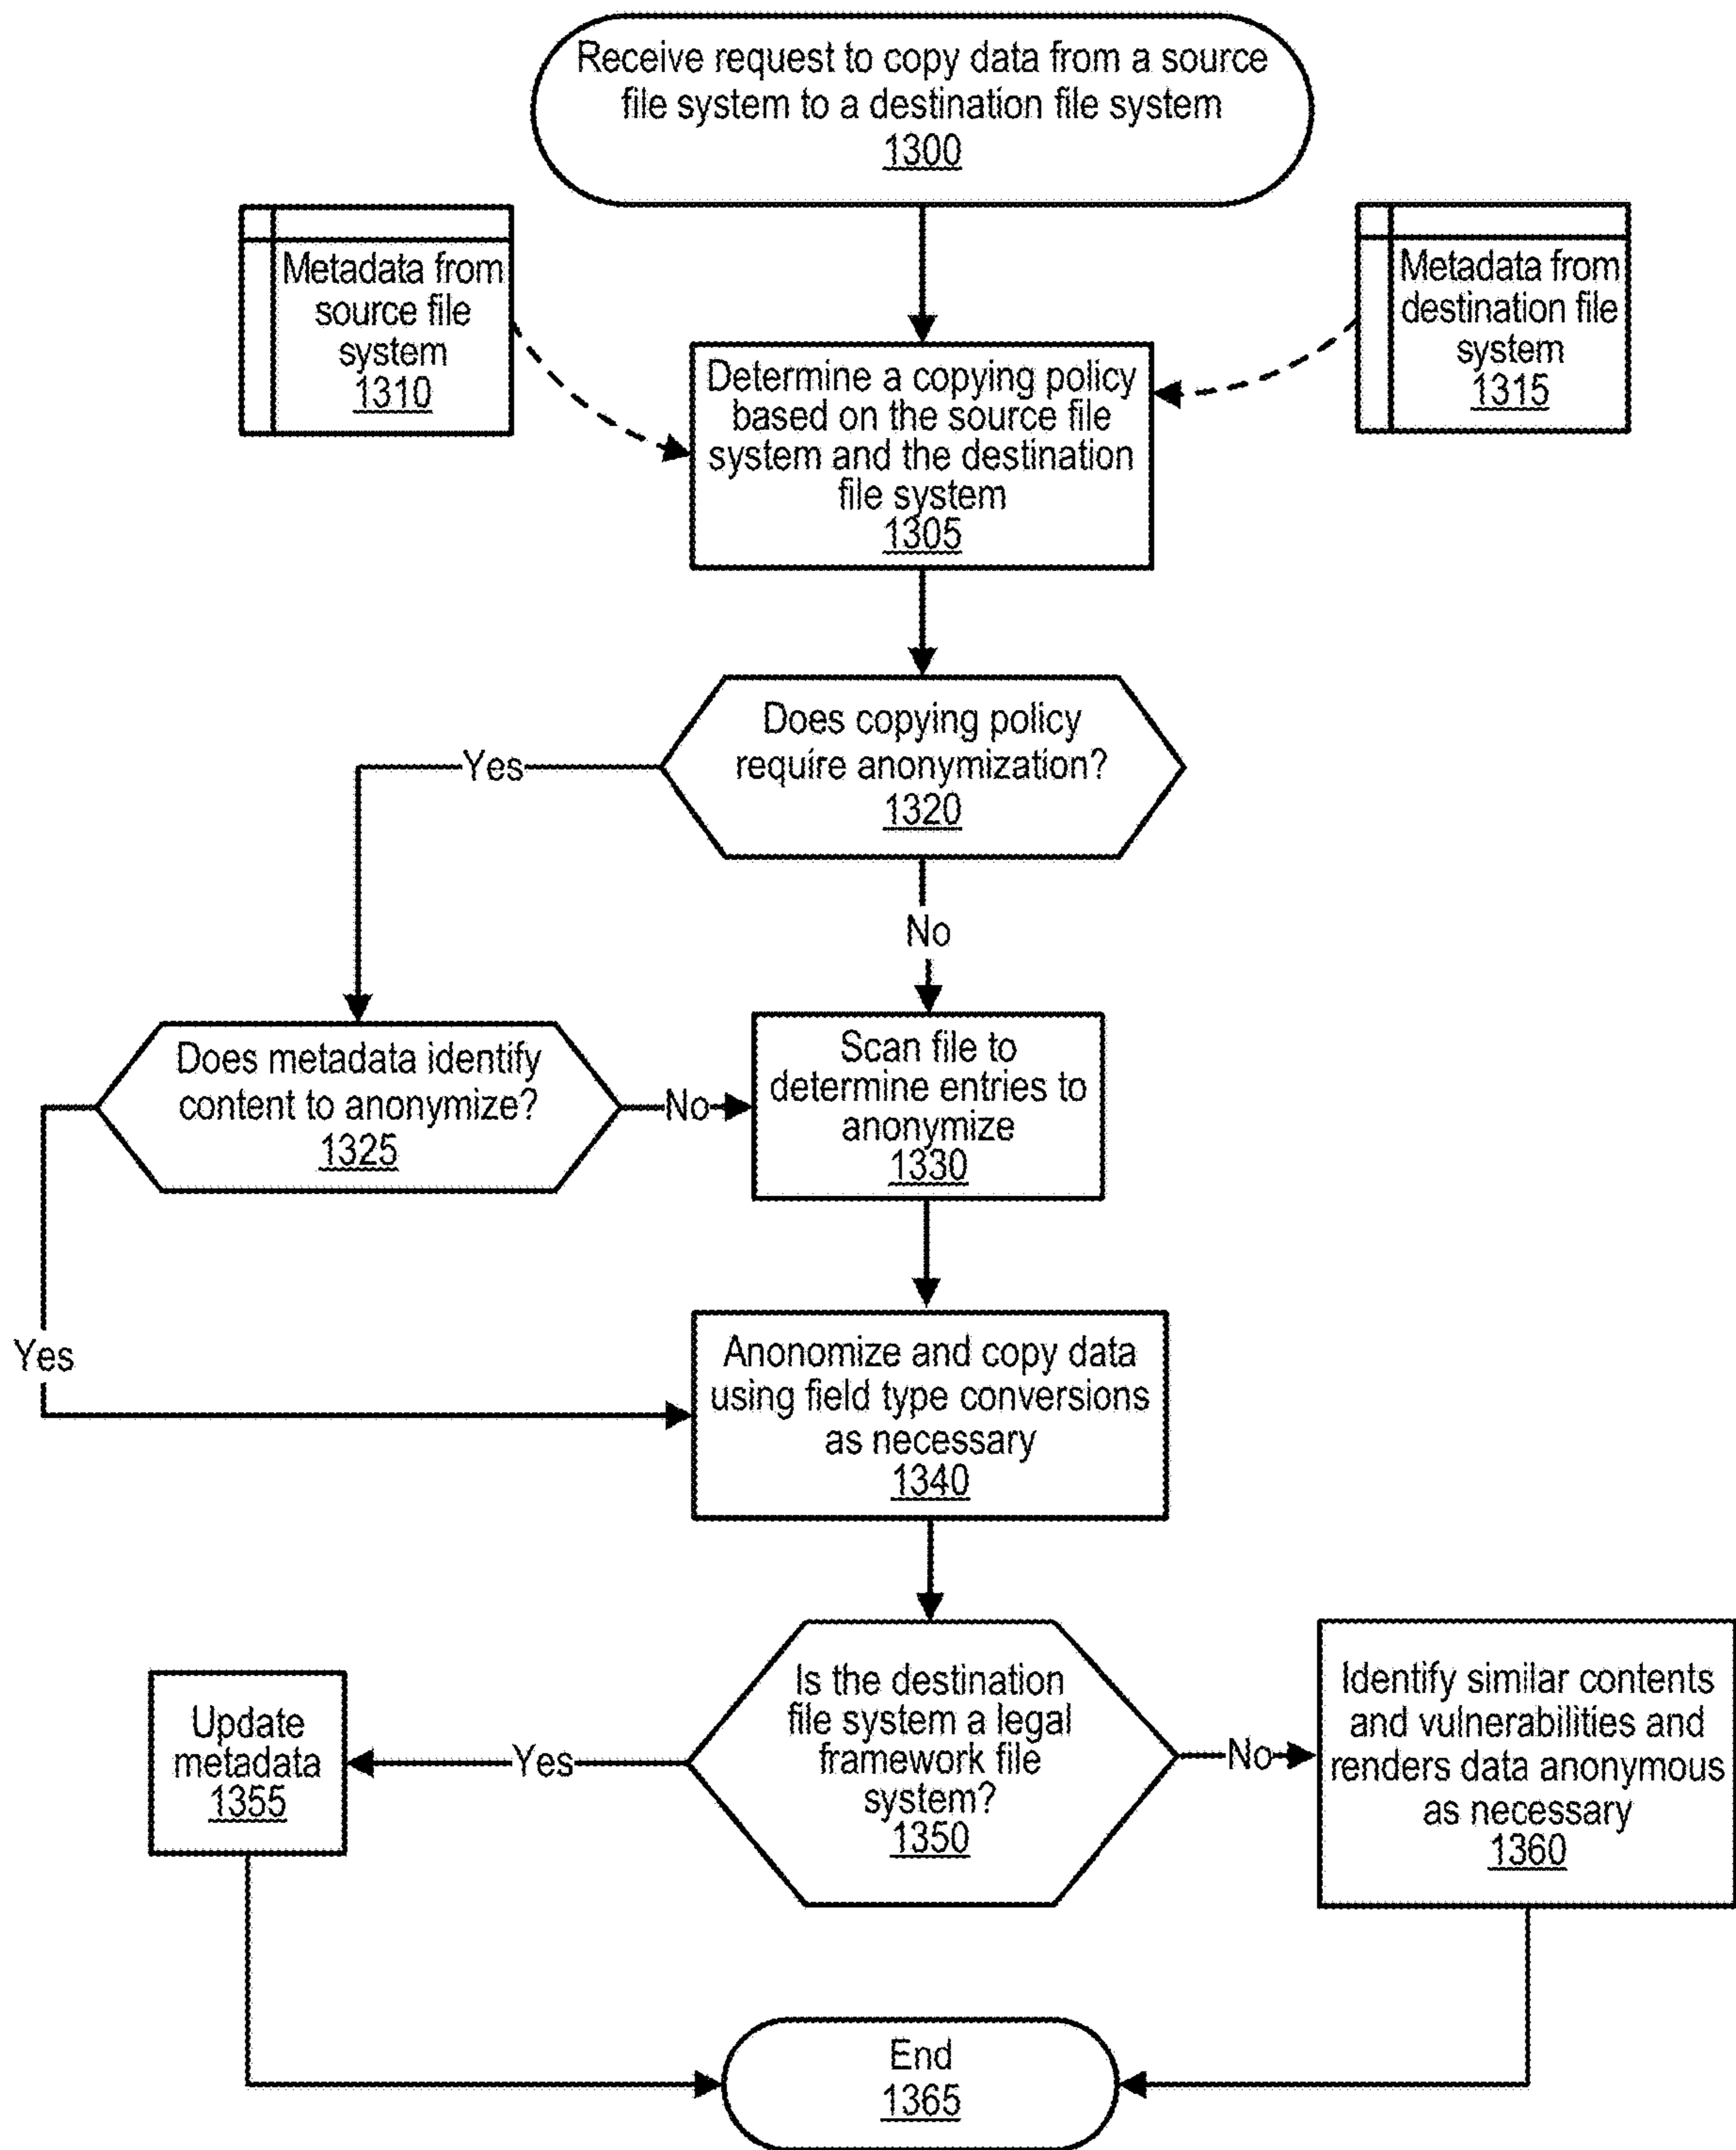 Receive request to copy data from a source
file system to a destination file system
1300
Metadata from
source file
system
1310
Metadata from
destination file
system
1315
Determine a copying policy
based on the source file
system and the destination
file system
1305
Does copying policy
require anonymization?
1320
Yes
No
Does metadata identify
content to anonymize?
1325
No
Scan file to
determine entries to
anonymize
1330
Yes
Anonomize and copy data
using field type conversions
as necessary
1340
Is the destination
file system a legal
framework file
system?
1350
Yes
Update
metadata
1355
No
Identify similar contents
and vulnerabilities and
renders data anonymous
as necessary
1360
End
1365